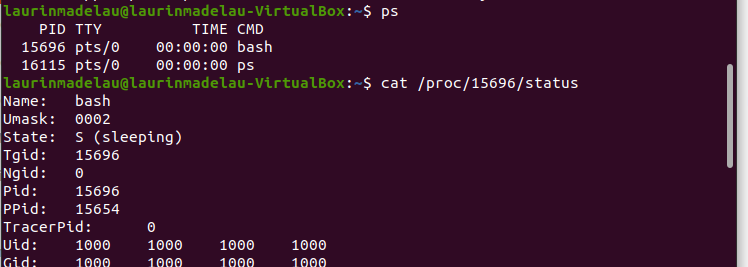 laurinmadelau@laurinmadelau-VirtualBox:~$ ps
    PID TTY          TIME CMD
  15696 pts/0    00:00:00 bash
  16115 pts/0    00:00:00 ps
laurinmadelau@laurinmadelau-VirtualBox:~$ cat /proc/15696/status
Name:   bash
Umask:  0002
State:  S (sleeping)
Tgid:   15696
Ngid:   0
Pid:    15696
PPid:   15654
TracerPid:      0
Uid:    1000    1000    1000    1000
Gid:    1000    1000    1000    1000